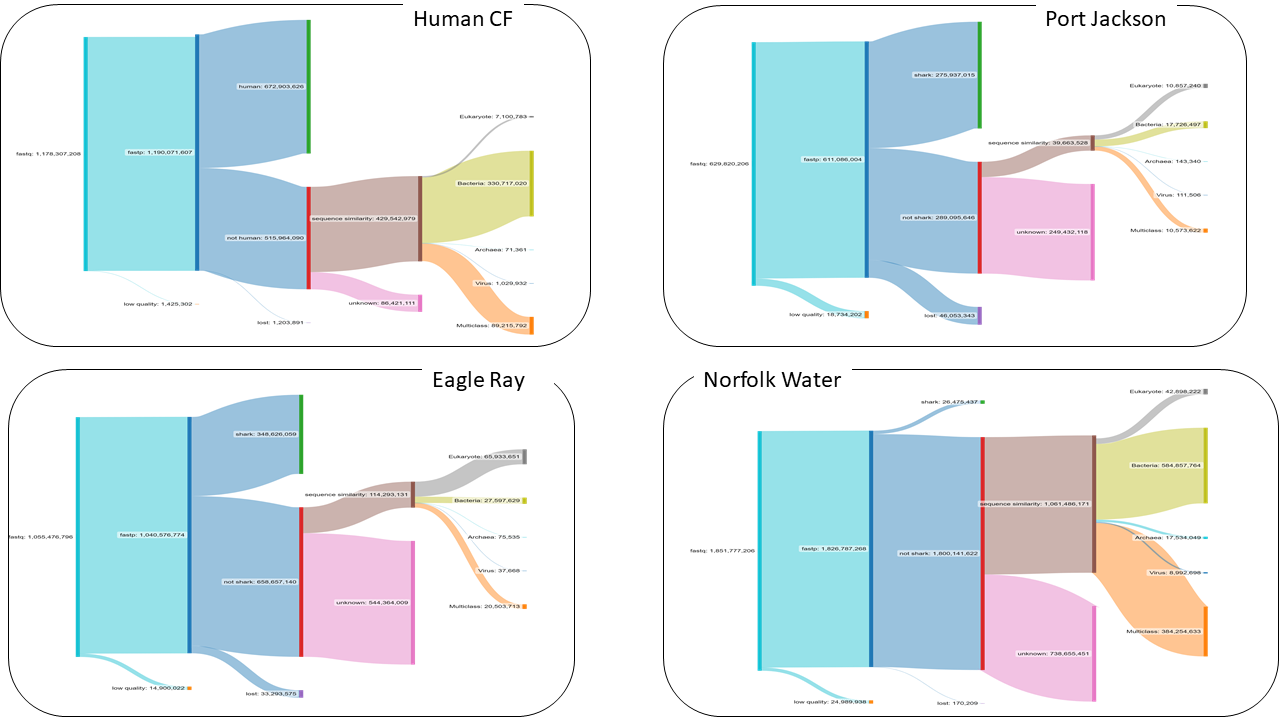 Human CF
human: 672,903,626
Eukaryote: 7,100,783
fastq: 1,178,307,208
fastp: 1,190,071,607
Bacteria: 330,717,020
sequence similarity: 429,542,979
not human: 515,964,090
Archaea: 71,361
Virus: 1,029,932
low quality: 1,425,302
unknown: 86,421,111
lost: 1,203,891
Multiclass: 89,215,792
Port Jackson
shark: 275,937,015
Eukaryote: 10,857,240
Bacteria: 17,726,497
sequence similarity: 39,663,528
fastq: 629,820,206
fastp: 611,086,004
Archaea: 143,340
Virus: 111,506
not shark: 289,095,646
unknown: 249,432,118
Multiclass: 10,573,622
low quality: 18,734,202
lost: 46,053,343
Eagle Ray
shark: 348,626,059
Eukaryote: 65,933,651
sequence similarity: 114,293,131
Bacteria: 27,597,629
fastq: 1,055,476,796
fastp: 1,040,576,774
Archaea: 75,535
Virus: 37,666
not shark: 658,657,140
unknown: 544,364,009
Multiclass: 20,503,713
low quality: 14,900,022
lost: 33,293,575
Norfolk Water
shark: 26,475,437
Eukaryote: 42,898,222
Bacteria: 584,857,764
sequence similarity: 1,061,486,171
Archaea: 17,534,049
fastq: 1,851,777,206
fastp: 1,826,787,268
not shark: 1,800,141,622
Virus: 8,992,698
Multiclass: 384,254,633
unknown: 738,655,451
low quality: 24,989,938
lost: 170,209